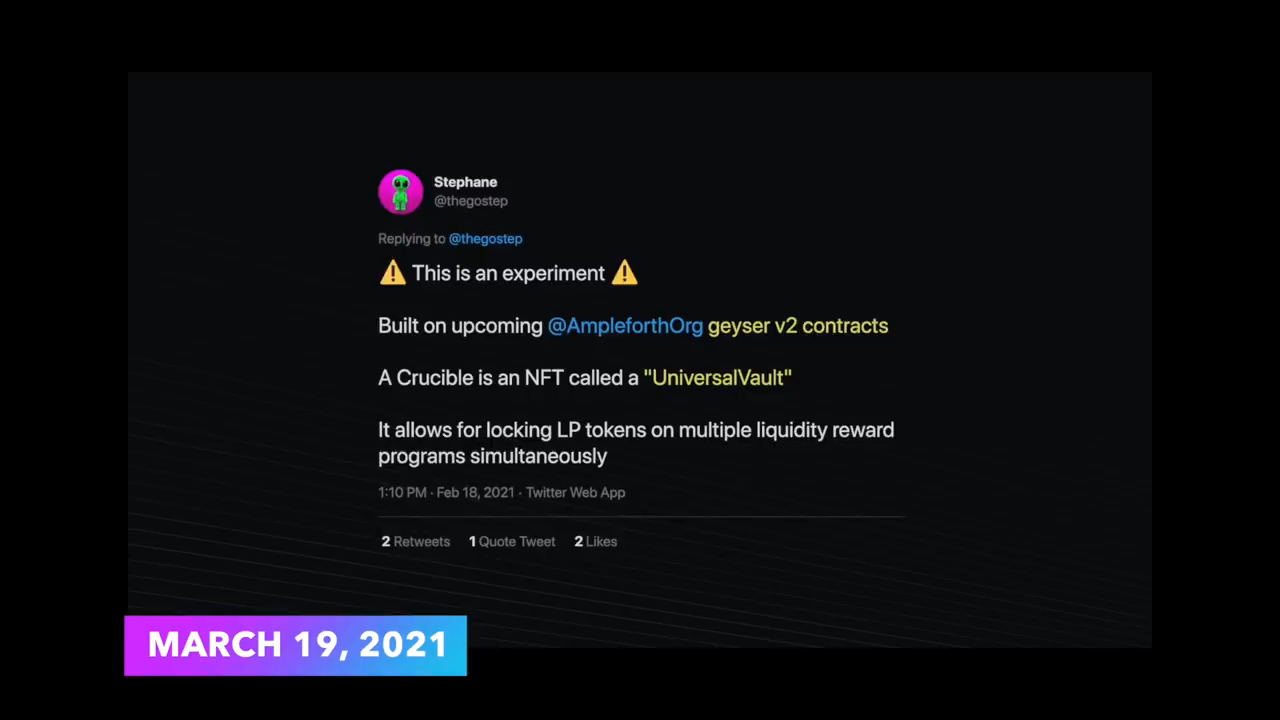 Stephane
@thegostep
Replying to @thegostep
⚠️ This is an experiment ⚠️
Built on upcoming @AmpleforthOrg geyser v2 contracts
A Crucible is an NFT called a "UniversalVault"
It allows for locking LP tokens on multiple liquidity reward
programs simultaneously
1:10 PM · Feb 18, 2021 · Twitter Web App
2 Retweets 1 Quote Tweet 2 Likes
MARCH 19, 2021